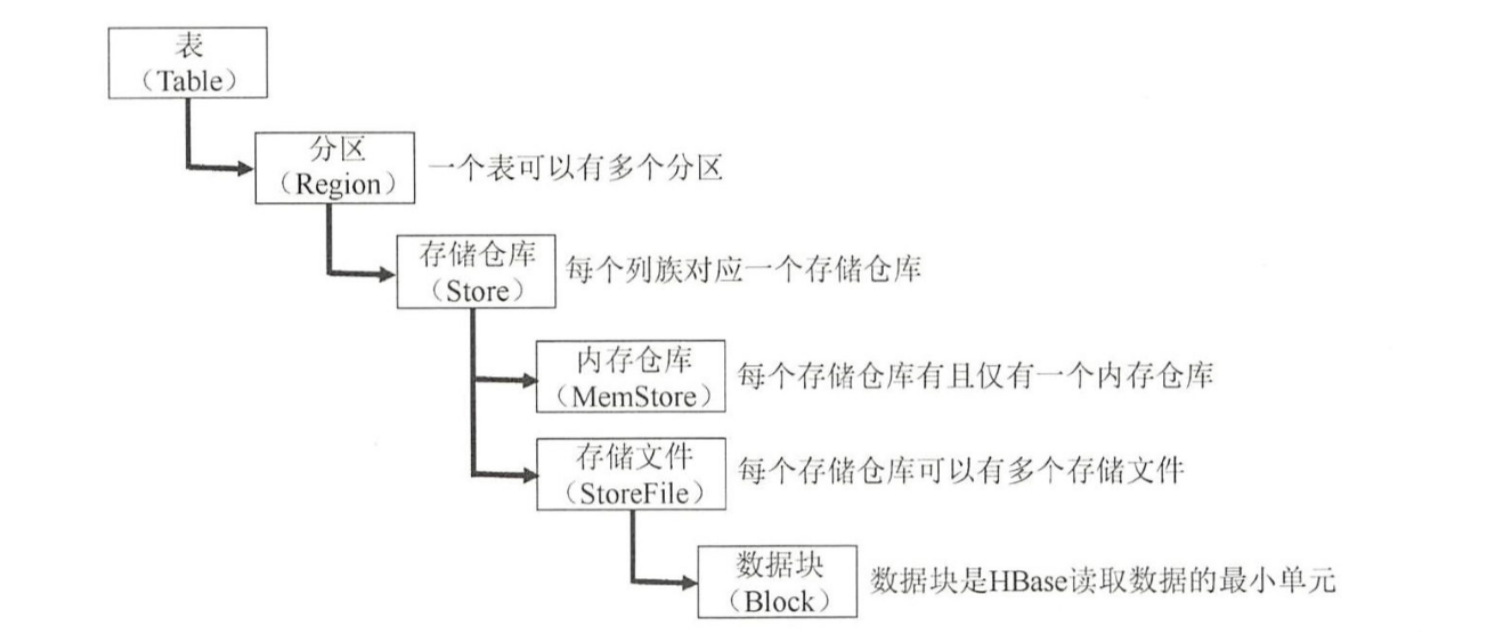 表
（Table）
分区
（Region）
一个表可以有多个分区
存储仓库
（Store）
每个列族对应一个存储仓库
内存仓库
（MemStore）
每个存储仓库有且仅有一个内存仓库
存储文件
（StoreFile）
每个存储仓库可以有多个存储文件
数据块
（Block）
数据块是HBase读取数据的最小单元